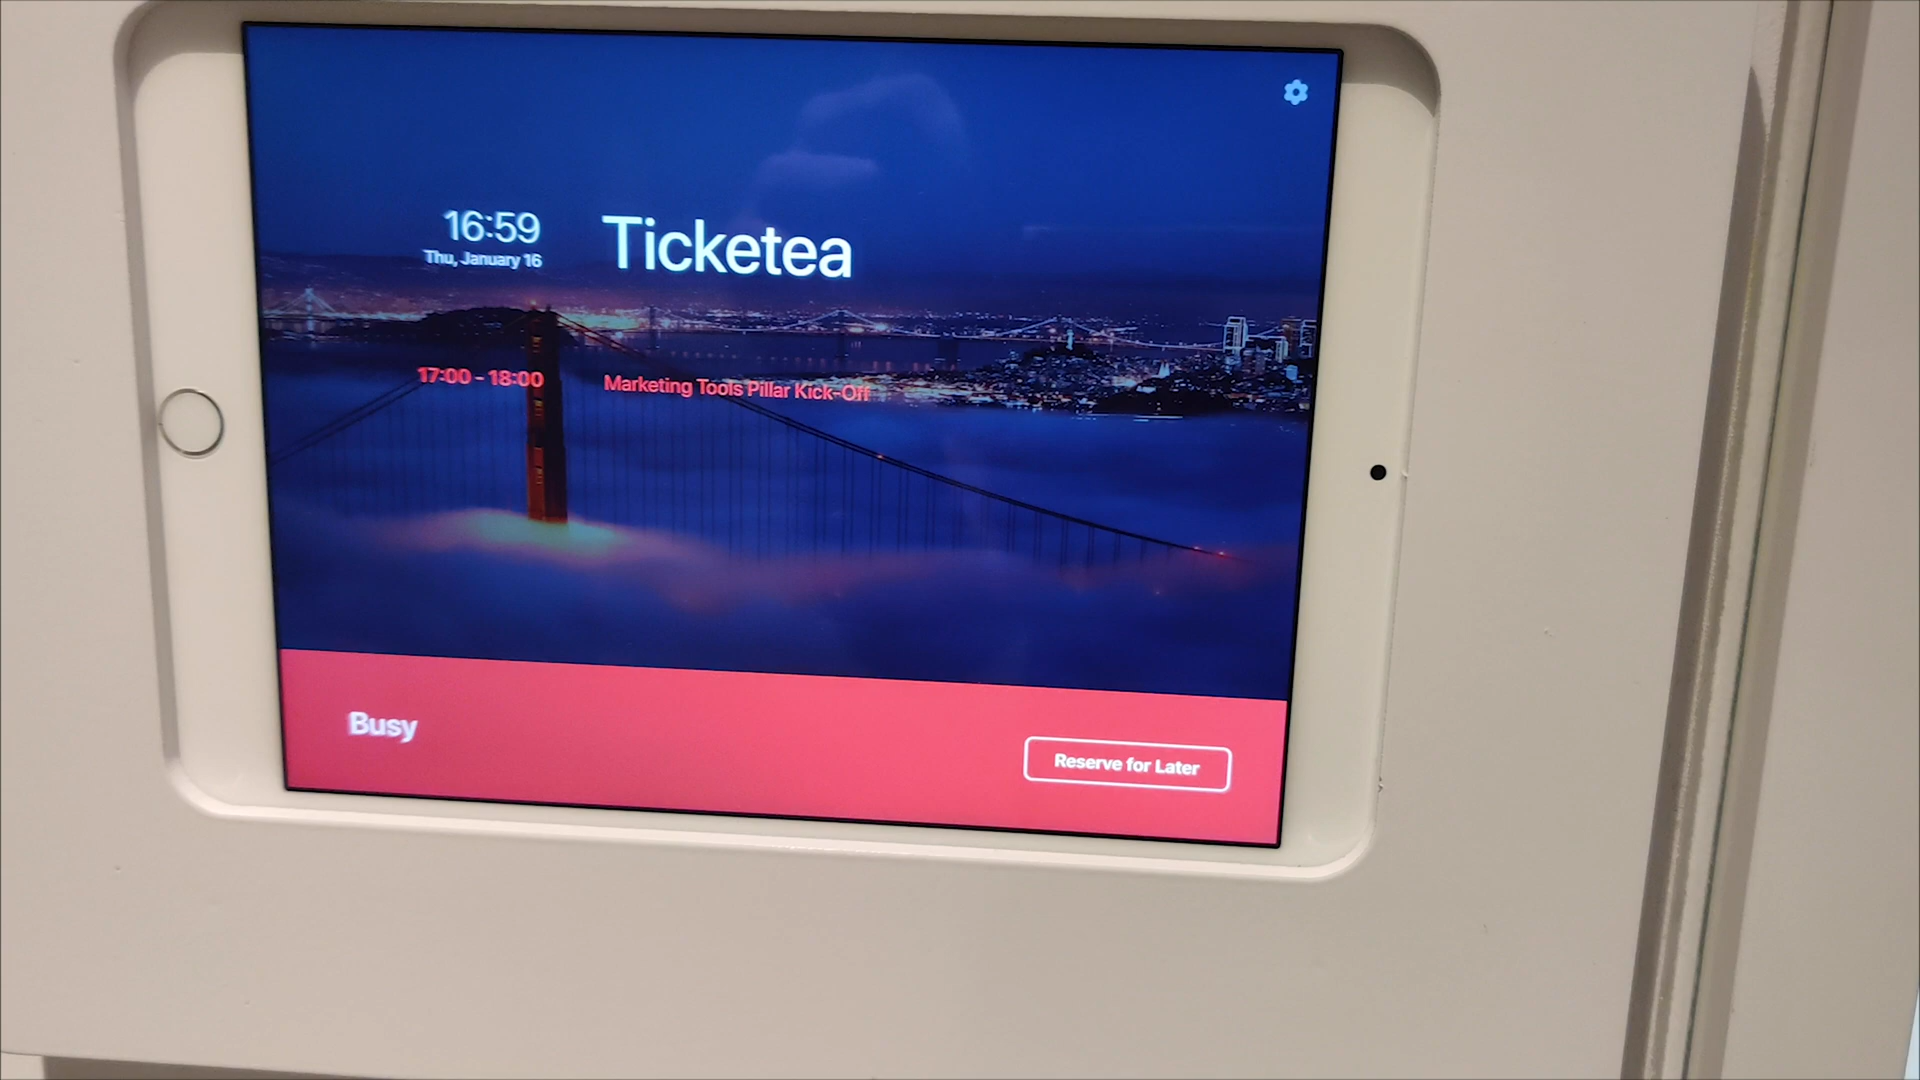 16:59
Thu, January 16
Ticketea
17:00 - 18:00
Marketing Tools Pillar Kick-Off
Busy
Reserve for Later